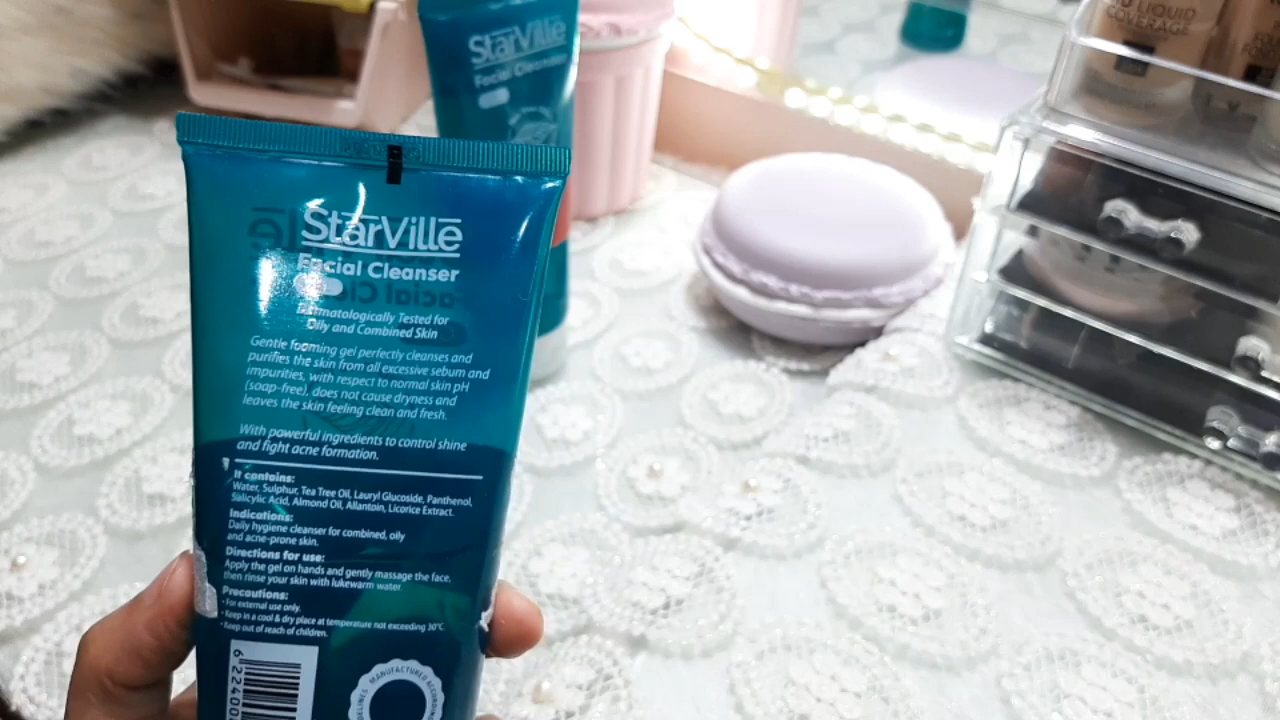 StarVille
Facial Cleanser
StarVille
Facial Cleanser
Dermatologically Tested for
Oily and Combined Skin
Gentle foaming gel perfectly cleanses and
purifies the skin from all excessive sebum and
impurities, with respect to normal skin pH
(soap-free), does not cause dryness and
leaves the skin feeling clean and fresh.
With powerful ingredients to control shine
and fight acne formation.
It contains:
Water, Sulphur, Tea Tree Oil, Lauryl Glucoside, Panthenol,
Salicylic Acid, Almond Oil, Allantoin, Licorice Extract.
Indications:
Daily hygiene cleanser for combined, oily
and acne-prone skin.
Directions for use:
Apply the gel on hands and gently massage the face,
then rinse your skin with lukewarm water
Precautions:
• For external use only.
• Keep in a cool & dry place at temperature not exceeding 30°C.
• Keep out of reach of children.
6 22400
MANUFACTURED
LIQUID
COVERAGE